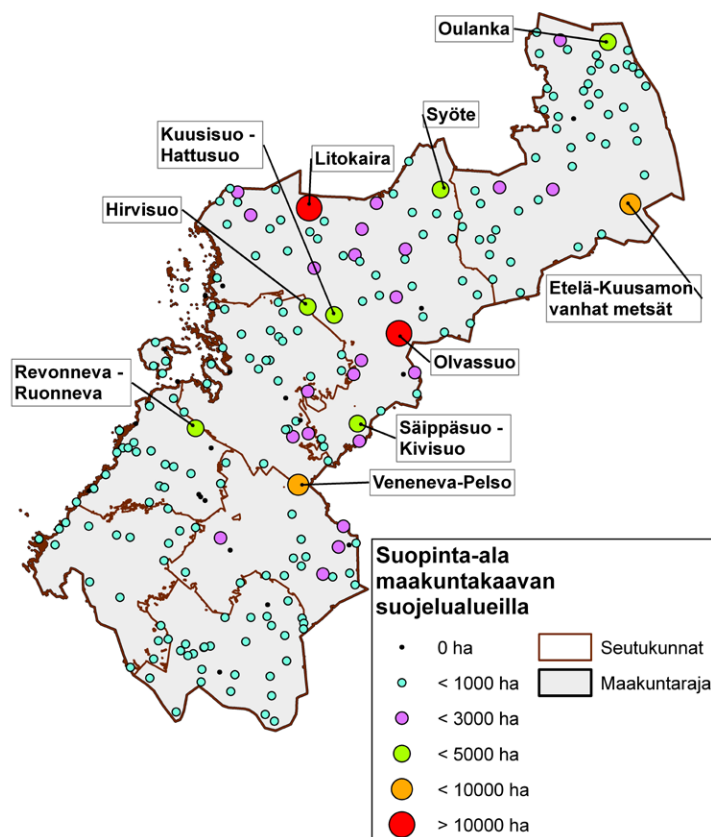 Oulanka
Syöte
Kuusisuo -
Hattusuo
Litokaira
Hirvisuo
Etelä-Kuusamon
vanhat metsät
Olvassuo
Revonneva -
Ruonneva
Säippäsuo -
Kivisuo
Veneneva-Pelso
Suopinta-ala
maakuntakaavan
suojelualueilla
0 ha
< 1000 ha
< 3000 ha
< 5000 ha
< 10000 ha
> 10000 ha
Seutukunnat
Maakuntaraja